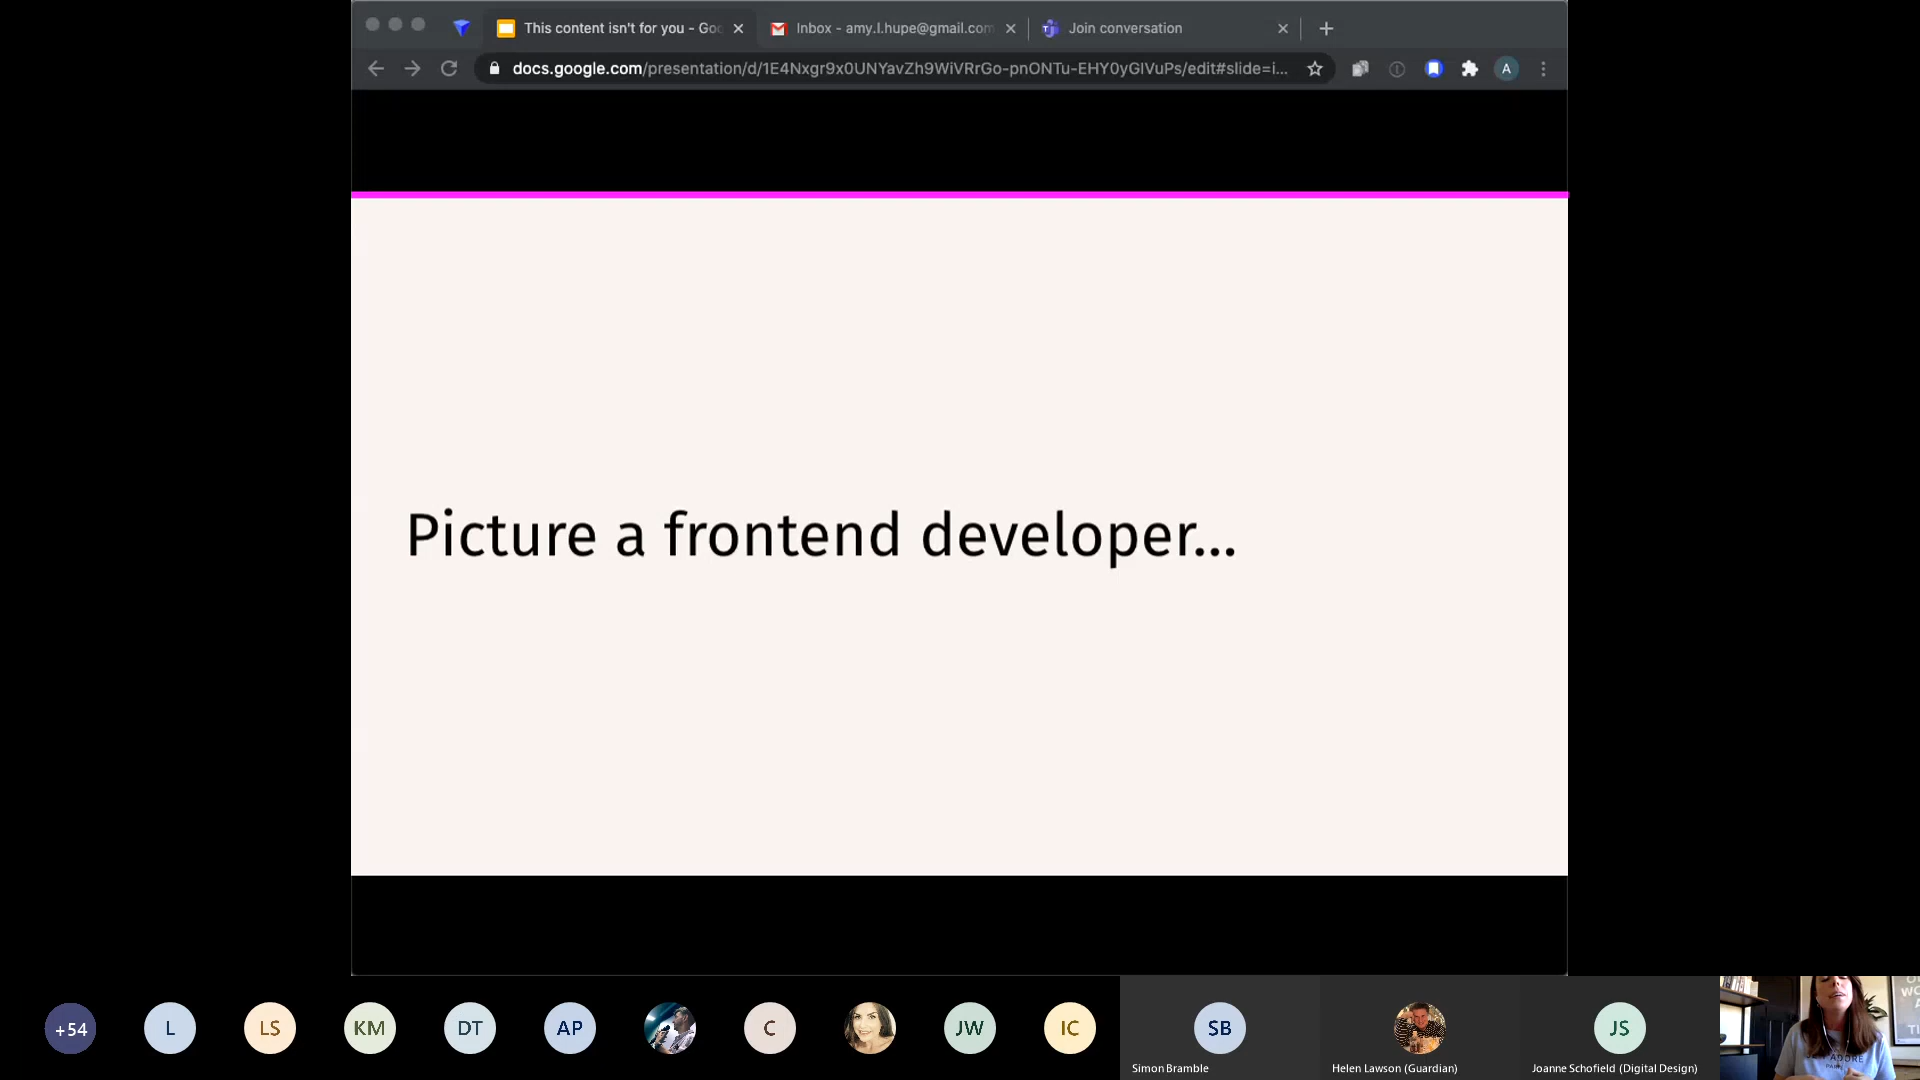 This content isn't for you - Goo
Inbox - amy.l.hupe@gmail.com
Join conversation
docs.google.com/presentation/d/1E4Nxgr9x0UNYavZh9WiVRrGo-pnONTu-EHY0yGlVuPs/edit#slide=i...
A
Picture a frontend developer...
+54
L
LS
KM
DT
AP
C
JW
IC
SB
JS
Simon Bramble
Helen Lawson (Guardian)
Joanne Schofield (Digital Design)